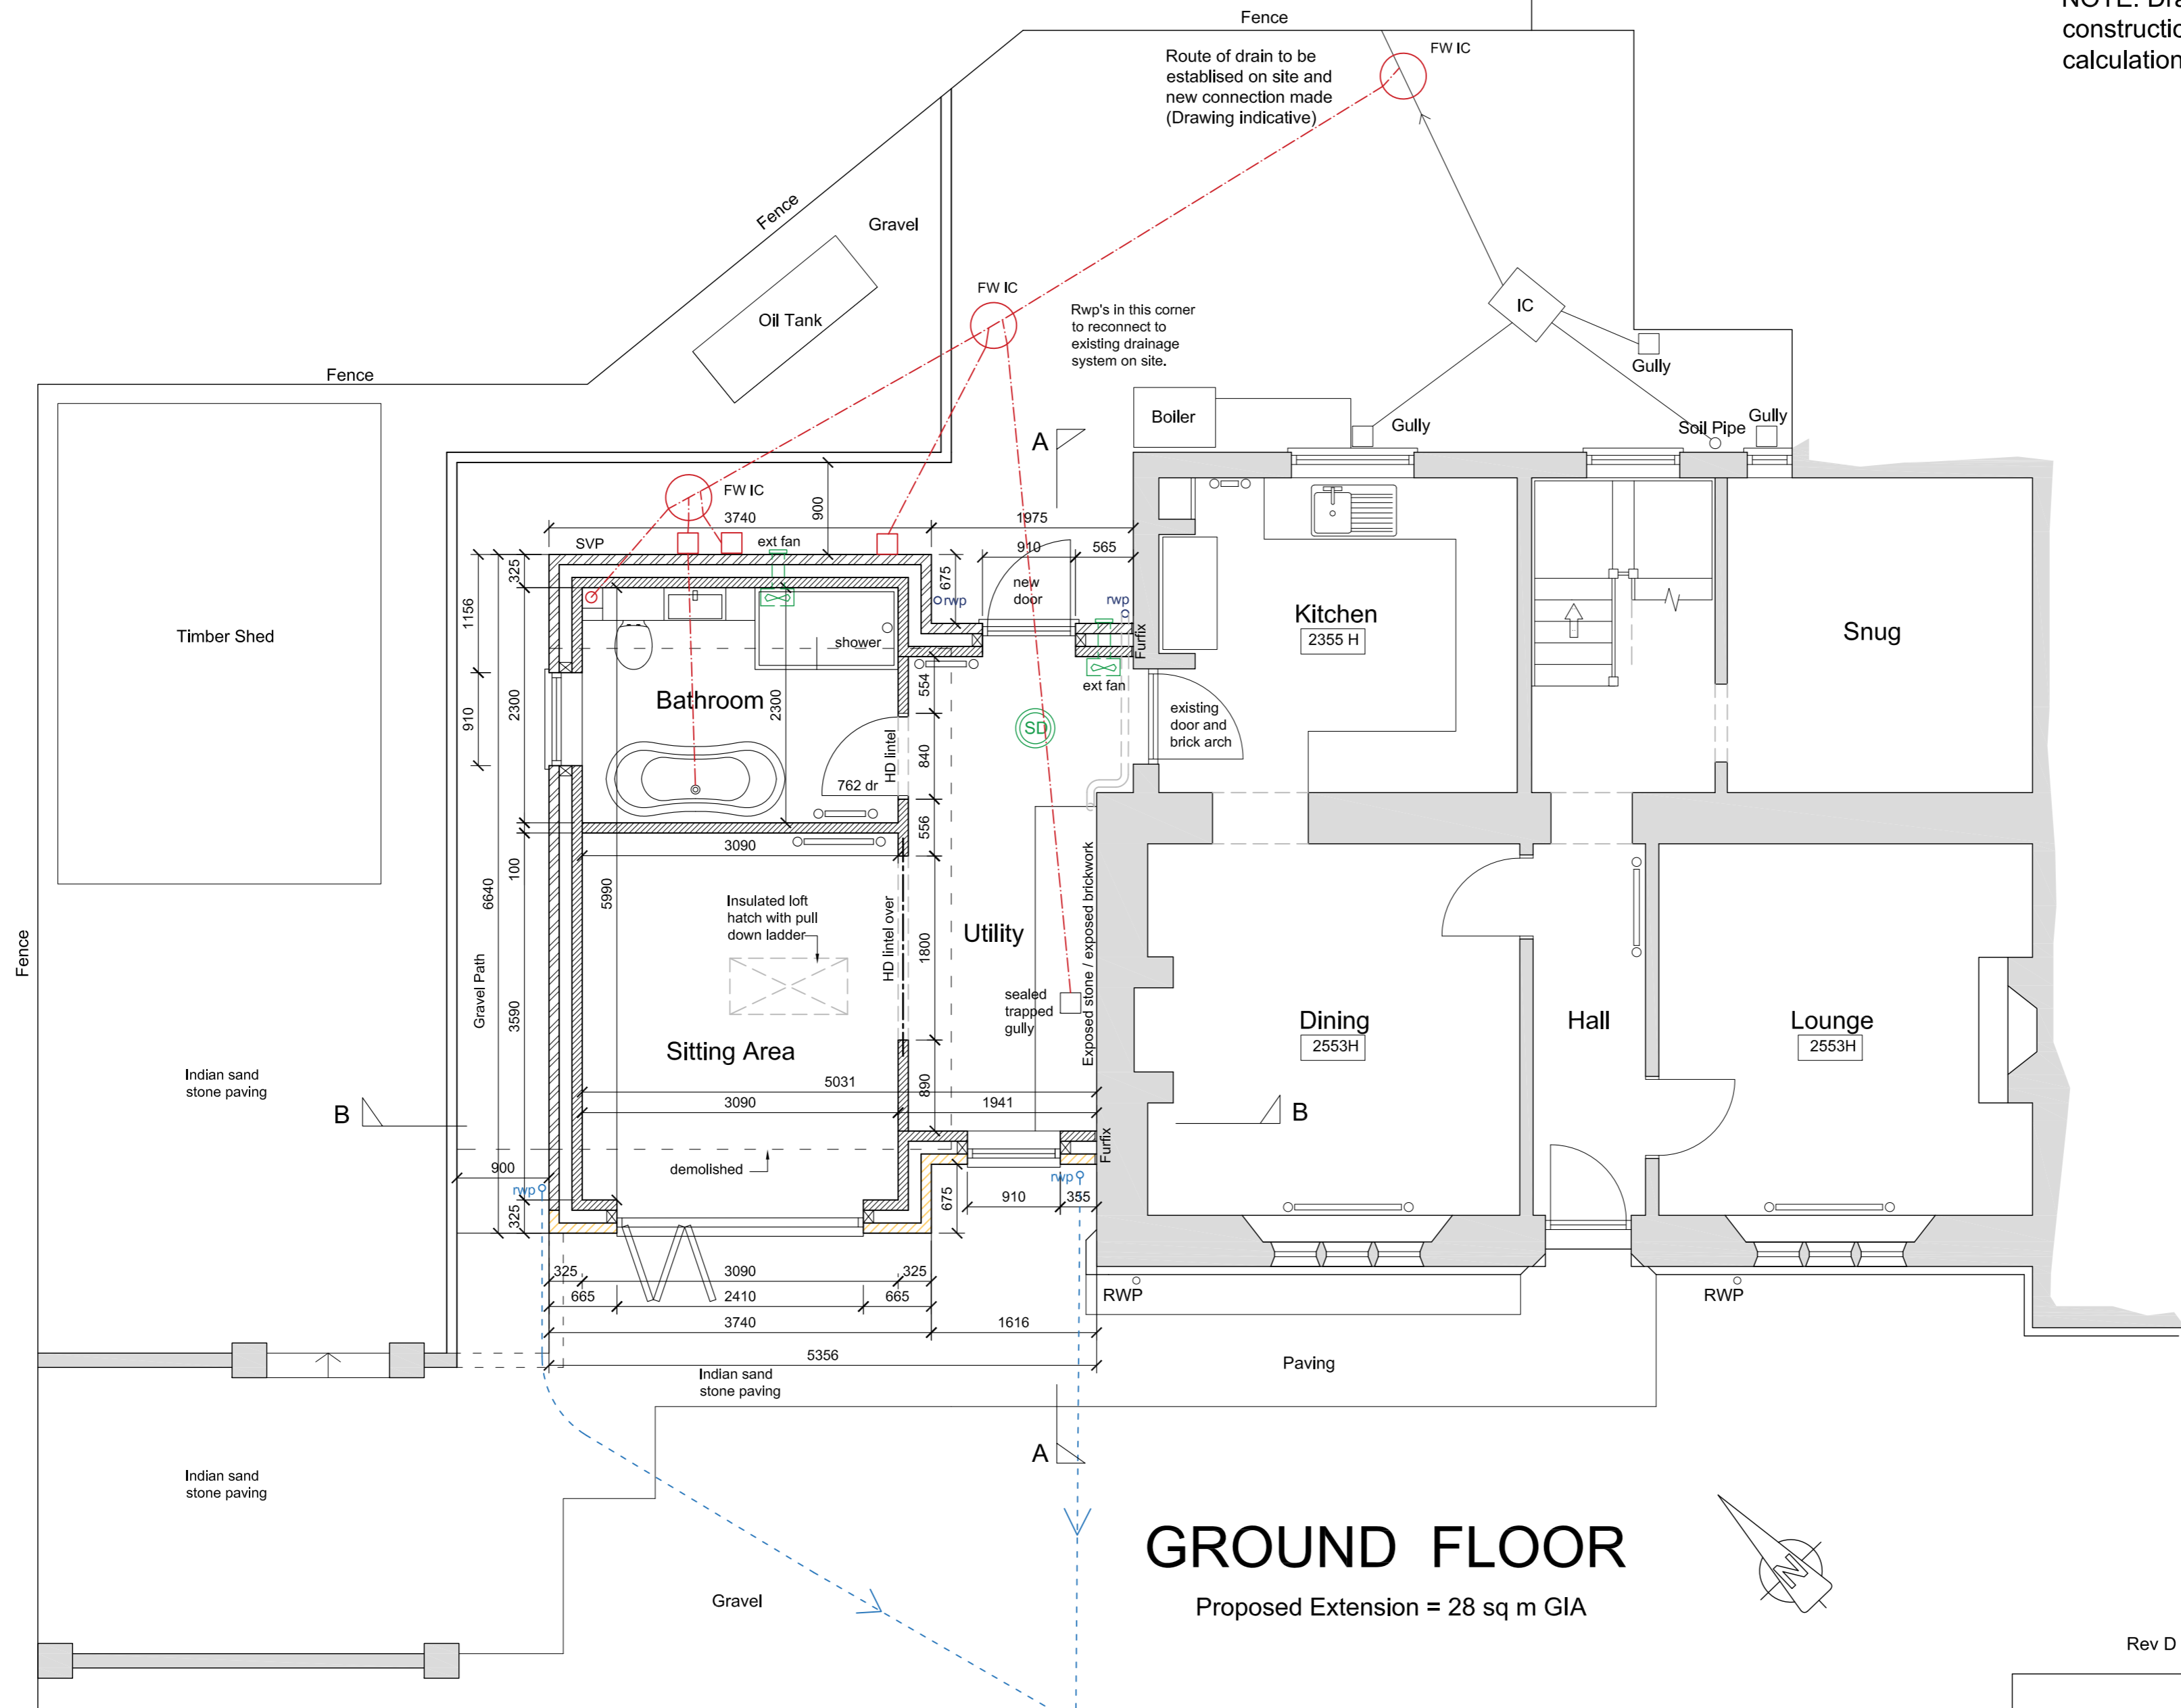 Fence
NOTE: Dra
constructio
calculation
Route of drain to be
establised on site and
new connection made
(Drawing indicative)
FW IC
Fence
Gravel
Oil Tank
FW IC
Rwp's in this corner
to reconnect to
existing drainage
system on site.
IC
Gully
Fence
Boiler
Gully
Soil Pipe
Gully
A
FW IC
900
3740
1975
SVP
ext fan
910
565
325
675
new
door
rwp
rwp
Furfix
1156
Timber Shed
shower
Kitchen
2355 H
Snug
ext fan
554
Bathroom
2300
2300
910
SD
existing
door and
brick arch
HD lintel
840
762 dr
556
3090
100
6640
5990
Insulated loft
hatch with pull
down ladder
HD lintel over
1800
Utility
Exposed stone / exposed brickwork
Fence
Gravel Path
3590
sealed
trapped
gully
Dining
2553H
Hall
Lounge
2553H
Sitting Area
Indian sand
stone paving
5031
890
B
3090
1941
B
Furfix
demolished
900
rwp
rwp
675
910
355
325
325
3090
325
665
2410
665
RWP
RWP
3740
1616
5356
Paving
Indian sand
stone paving
A
Indian sand
stone paving
GROUND FLOOR
N
Gravel
Proposed Extension = 28 sq m GIA
Rev D